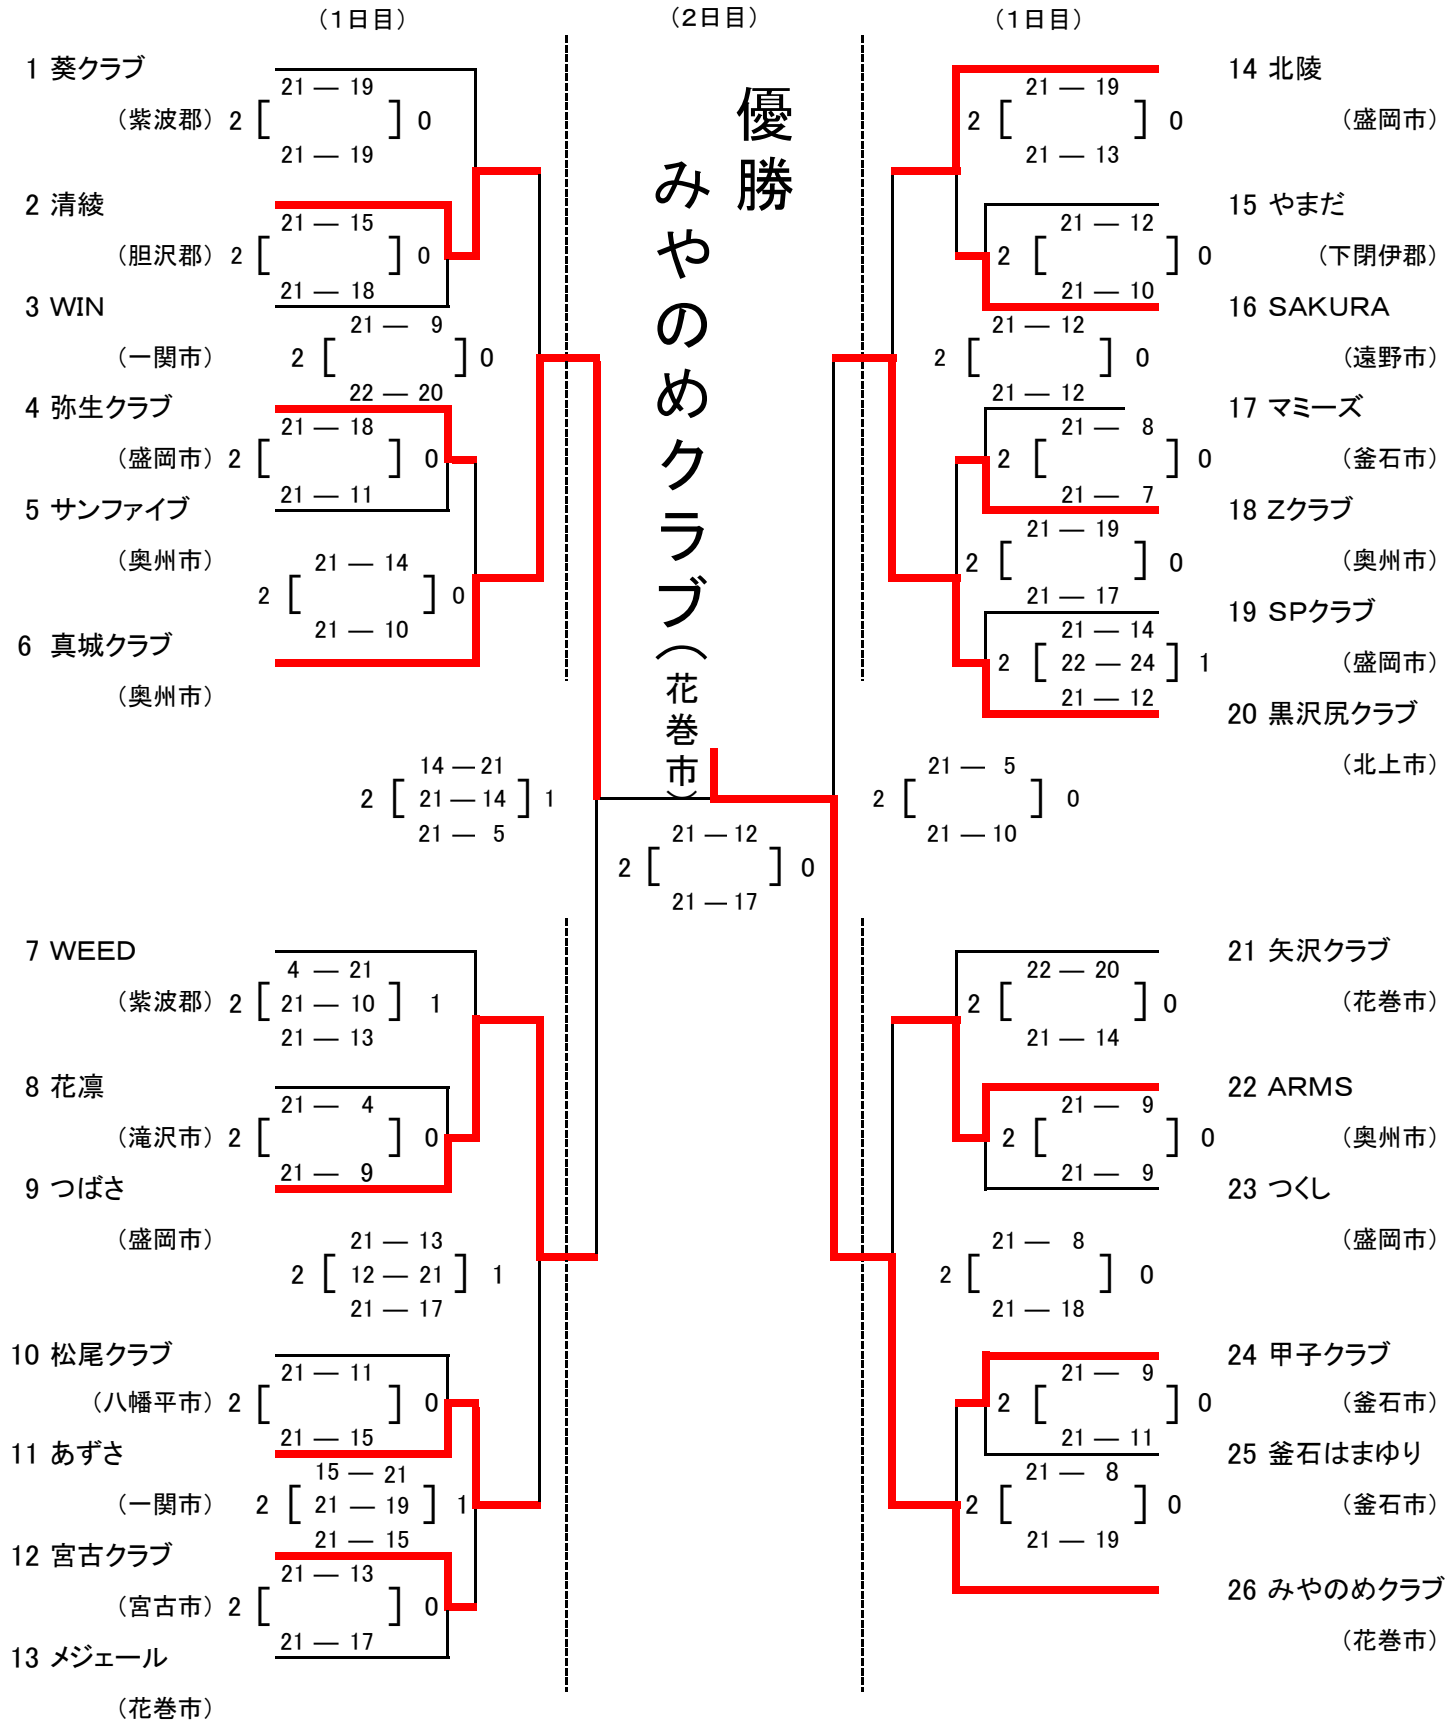 （1日目）
（2日目）
（1日目）
優勝
みやのめクラブ（花巻市）
1 葵クラブ
（紫波郡）
21 — 19
2 [ ] 0
21 — 19
2 清綾
（胆沢郡）
21 — 15
2 [ ] 0
21 — 18
3 WIN
（一関市）
21 — 9
2 [ ] 0
22 — 20
4 弥生クラブ
（盛岡市）
21 — 18
2 [ ] 0
21 — 11
5 サンファイブ
（奥州市）
21 — 14
2 [ ] 0
21 — 10
6 真城クラブ
（奥州市）
14 — 21
2 [ 21 — 14 ] 1
21 — 5
7 WEED
（紫波郡）
4 — 21
2 [ 21 — 10 ] 1
21 — 13
8 花凛
（滝沢市）
21 — 4
2 [ ] 0
21 — 9
9 つばさ
（盛岡市）
21 — 13
2 [ 12 — 21 ] 1
21 — 17
10 松尾クラブ
（八幡平市）
21 — 11
2 [ ] 0
21 — 15
11 あずさ
（一関市）
15 — 21
2 [ 21 — 19 ] 1
21 — 15
12 宮古クラブ
（宮古市）
21 — 13
2 [ ] 0
21 — 17
13 メジェール
（花巻市）
21 — 12
2 [ ] 0
21 — 17
14 北陵
（盛岡市）
21 — 19
2 [ ] 0
21 — 13
15 やまだ
（下閉伊郡）
21 — 12
2 [ ] 0
21 — 10
16 SAKURA
（遠野市）
21 — 12
2 [ ] 0
21 — 12
17 マミーズ
（釜石市）
21 — 8
2 [ ] 0
21 — 7
18 Zクラブ
（奥州市）
21 — 19
2 [ ] 0
21 — 17
19 SPクラブ
（盛岡市）
21 — 14
2 [ 22 — 24 ] 1
21 — 12
20 黒沢尻クラブ
（北上市）
21 — 5
2 [ ] 0
21 — 10
21 矢沢クラブ
（花巻市）
22 — 20
2 [ ] 0
21 — 14
22 ARMS
（奥州市）
21 — 9
2 [ ] 0
21 — 9
23 つくし
（盛岡市）
21 — 8
2 [ ] 0
21 — 18
24 甲子クラブ
（釜石市）
21 — 9
2 [ ] 0
21 — 11
25 釜石はまゆり
（釜石市）
21 — 8
2 [ ] 0
21 — 19
26 みやのめクラブ
（花巻市）